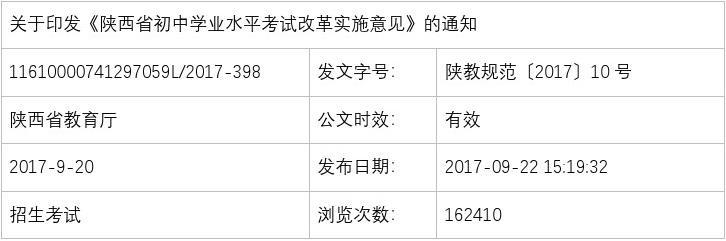 关于印发《陕西省初中学业水平考试改革实施意见》的通知
11610000741297059L/2017-398 发文字号： 陕教规范〔2017〕10 号
陕西省教育厅 公文时效： 有效
2017-9-20 发布日期： 2017-09-22 15:19:32
招生考试 浏览次数： 162410